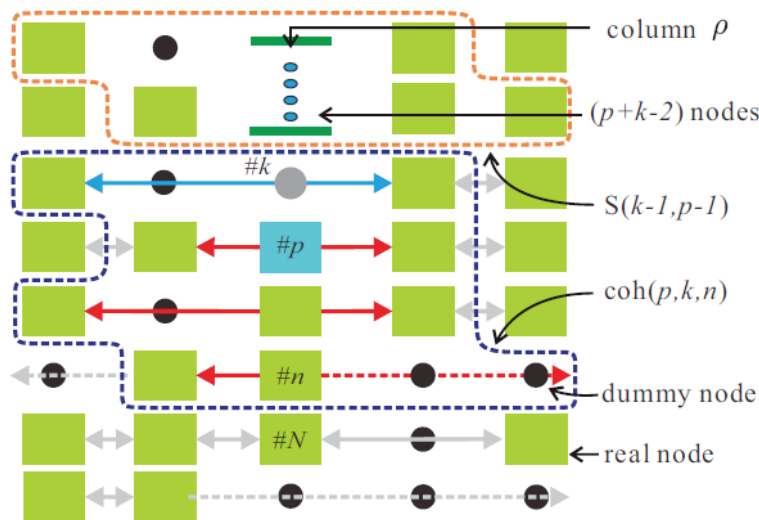 column ρ
(p+k-2) nodes
#k
S(k-1,p-1)
#p
coh(p,k,n)
#n
dummy node
#N
real node